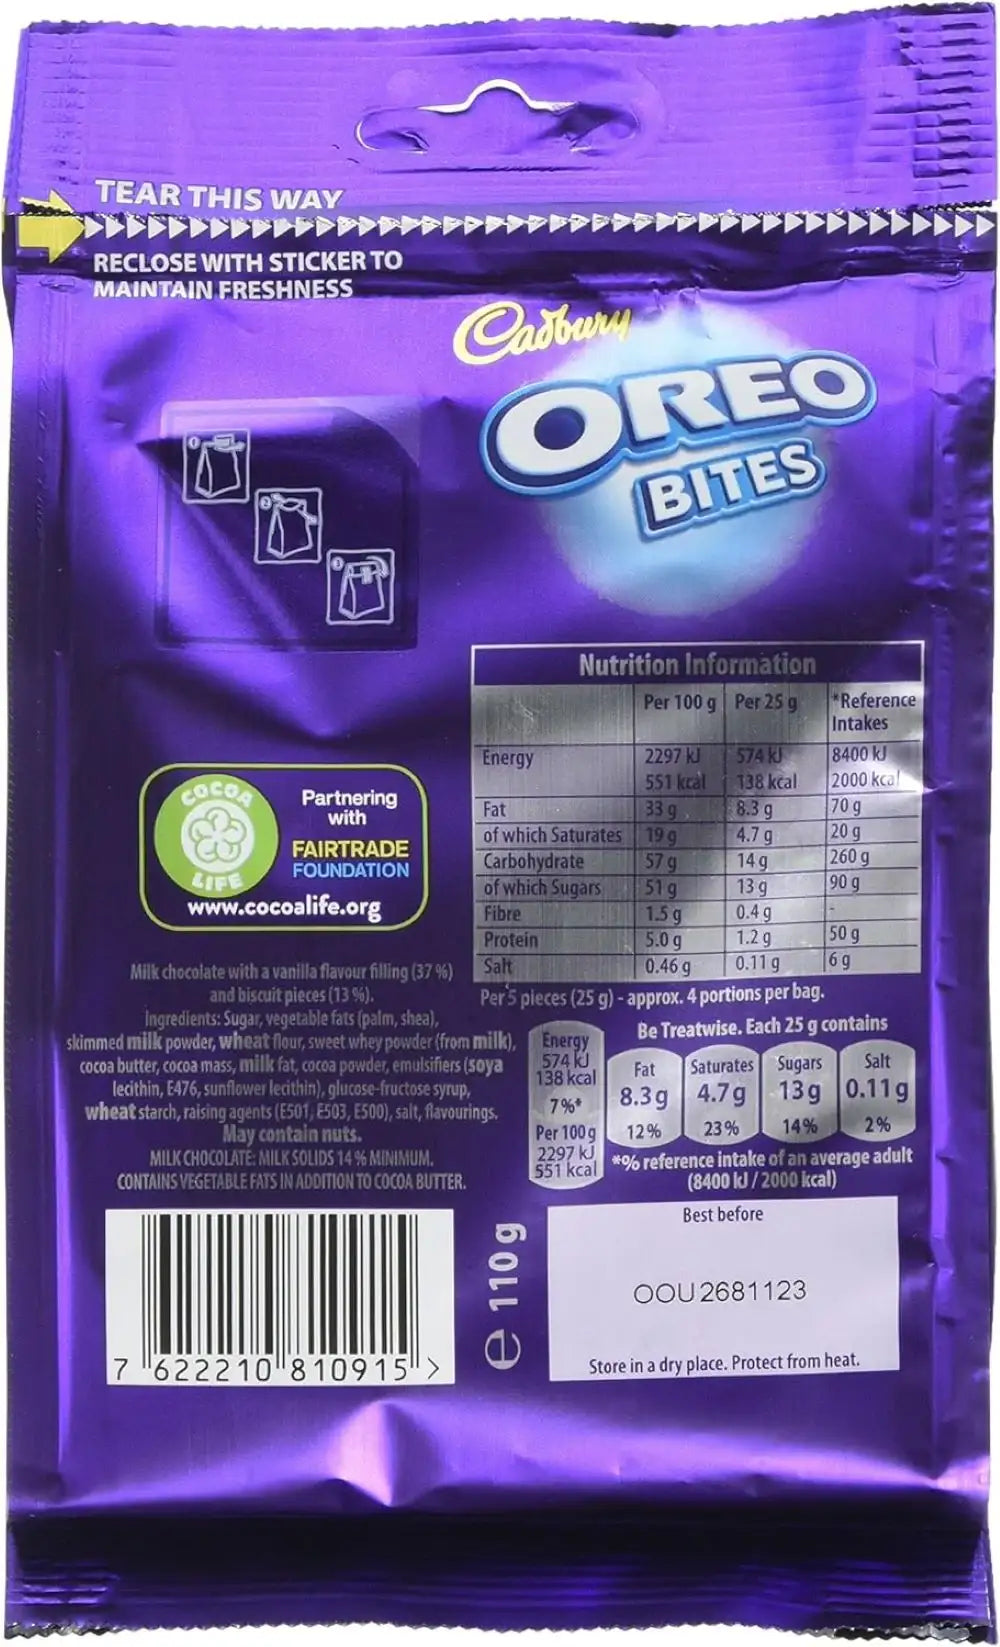 TEAR THIS WAY
RECLOSE WITH STICKER TO
MAINTAIN FRESHNESS
Cadbury
OREO
BITES
1
2
3
Nutrition Information
Per 100 g Per 25 g *Reference
Intakes
Energy 2297 kJ 574 kJ 8400 kJ
551 kcal 138 kcal 2000 kcal
Fat 33 g 8.3 g 70 g
of which Saturates 19 g 4.7 g 20 g
Carbohydrate 57 g 14 g 260 g
of which Sugars 51 g 13 g 90 g
Fibre 1.5 g 0.4 g -
Protein 5.0 g 1.2 g 50 g
Salt 0.46 g 0.11 g 6 g
Per 5 pieces (25 g) - approx. 4 portions per bag.
COCOA
LIFE
Partnering
with
FAIRTRADE
FOUNDATION
www.cocoalife.org
Milk chocolate with a vanilla flavour filling (37 %)
and biscuit pieces (13 %).
Ingredients: Sugar, vegetable fats (palm, shea),
skimmed milk powder, wheat flour, sweet whey powder (from milk),
cocoa butter, cocoa mass, milk fat, cocoa powder, emulsifiers (soya
lecithin, E476, sunflower lecithin), glucose-fructose syrup,
wheat starch, raising agents (E501, E503, E500), salt, flavourings.
May contain nuts.
MILK CHOCOLATE: MILK SOLIDS 14 % MINIMUM.
CONTAINS VEGETABLE FATS IN ADDITION TO COCOA BUTTER.
Be Treatwise. Each 25 g contains
Energy
574 kJ
138 kcal
7%*
Per 100 g
2297 kJ
551 kcal
Fat
8.3 g
12%
Saturates
4.7 g
23%
Sugars
13 g
14%
Salt
0.11 g
2%
*% reference intake of an average adult
(8400 kJ / 2000 kcal)
7 622210 810915 >
e 110 g
Best before
OOU2681123
Store in a dry place. Protect from heat.